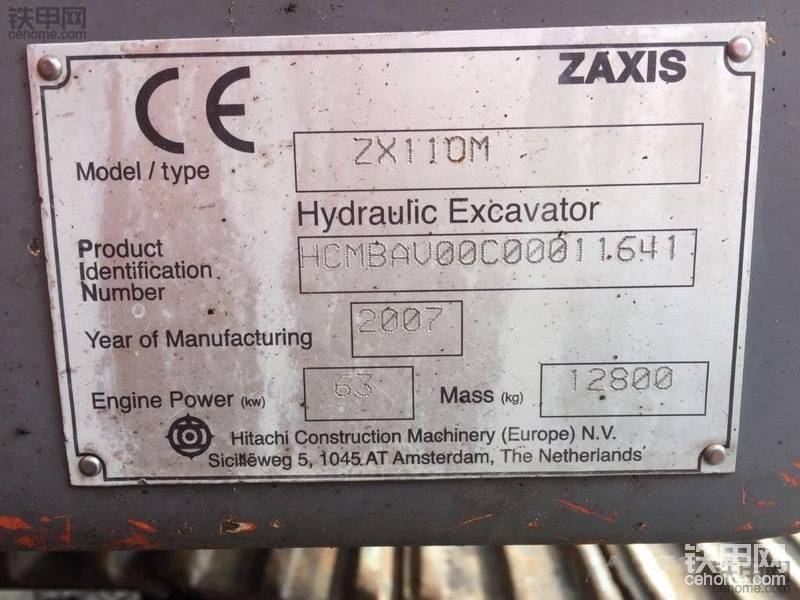 铁甲网
cehome.com
CE
ZAXIS
Model / type
ZX110M
Hydraulic Excavator
Product
Identification
Number
HCMBAV00C00011641
Year of Manufacturing
2007
Engine Power (kw)
63
Mass (kg)
12800
Hitachi Construction Machinery (Europe) N.V.
Siciliëweg 5, 1045 AT Amsterdam, The Netherlands
铁甲网
cehome.com